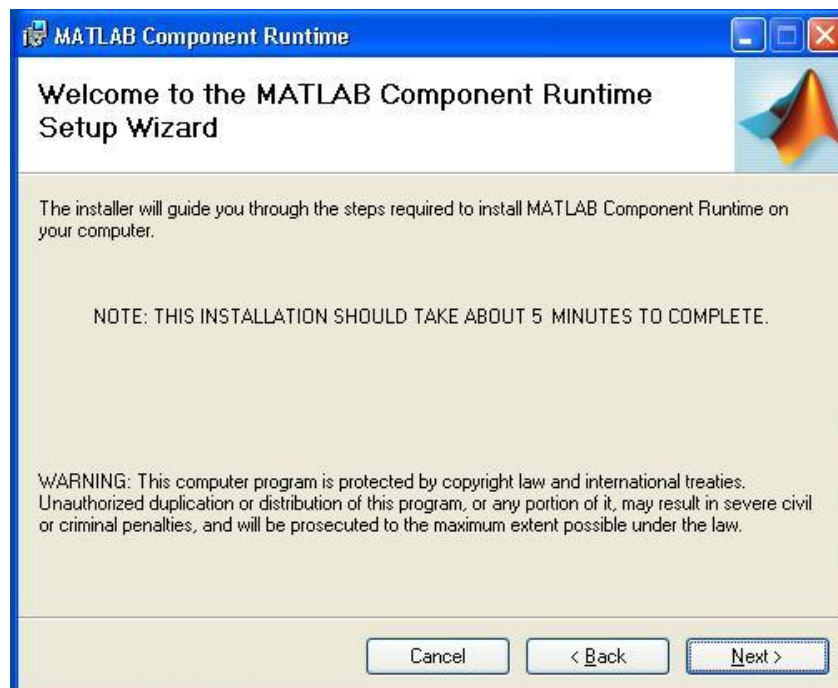 MATLAB Component Runtime
Welcome to the MATLAB Component Runtime
Setup Wizard
The installer will guide you through the steps required to install MATLAB Component Runtime on
your computer.
NOTE: THIS INSTALLATION SHOULD TAKE ABOUT 5 MINUTES TO COMPLETE.
WARNING: This computer program is protected by copyright law and international treaties.
Unauthorized duplication or distribution of this program, or any portion of it, may result in severe civil
or criminal penalties, and will be prosecuted to the maximum extent possible under the law.
Cancel < Back Next >